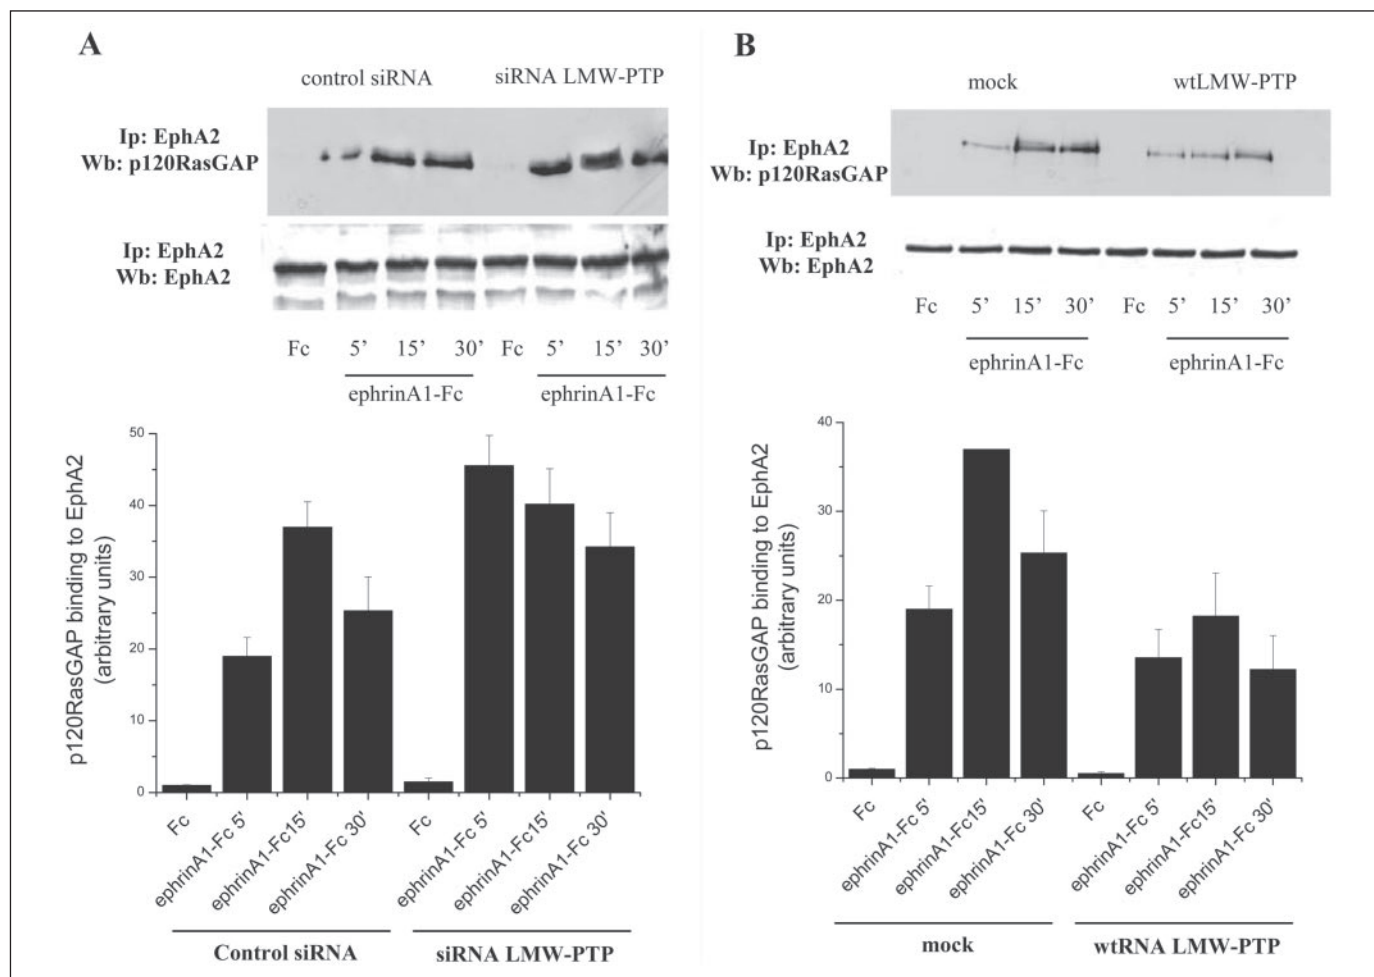 A
control siRNA siRNA LMW-PTP
Ip: EphA2
Wb: p120RasGAP
Ip: EphA2
Wb: EphA2
Fc 5’ 15’ 30’ Fc 5’ 15’ 30’
ephrinA1-Fc ephrinA1-Fc
p120RasGAP binding to EphA2
(arbitrary units)
50
40
30
20
10
0
Fc
ephrinA1-Fc 5'
ephrinA1-Fc15'
ephrinA1-Fc 30'
Fc
ephrinA1-Fc 5'
ephrinA1-Fc15'
ephrinA1-Fc 30'
Control siRNA siRNA LMW-PTP
B
mock wtLMW-PTP
Ip: EphA2
Wb: p120RasGAP
Ip: EphA2
Wb: EphA2
Fc 5’ 15’ 30’ Fc 5’ 15’ 30’
ephrinA1-Fc ephrinA1-Fc
p120RasGAP binding to EphA2
(arbitrary units)
40
30
20
10
0
Fc
ephrinA1-Fc 5'
ephrinA1-Fc15'
ephrinA1-Fc 30'
Fc
ephrinA1-Fc 5'
ephrinA1-Fc15'
ephrinA1-Fc 30'
mock wtRNA LMW-PTP